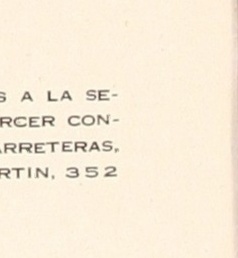 S A LA SE-
RCER CON-
ARRETERAS,
RTIN, 352